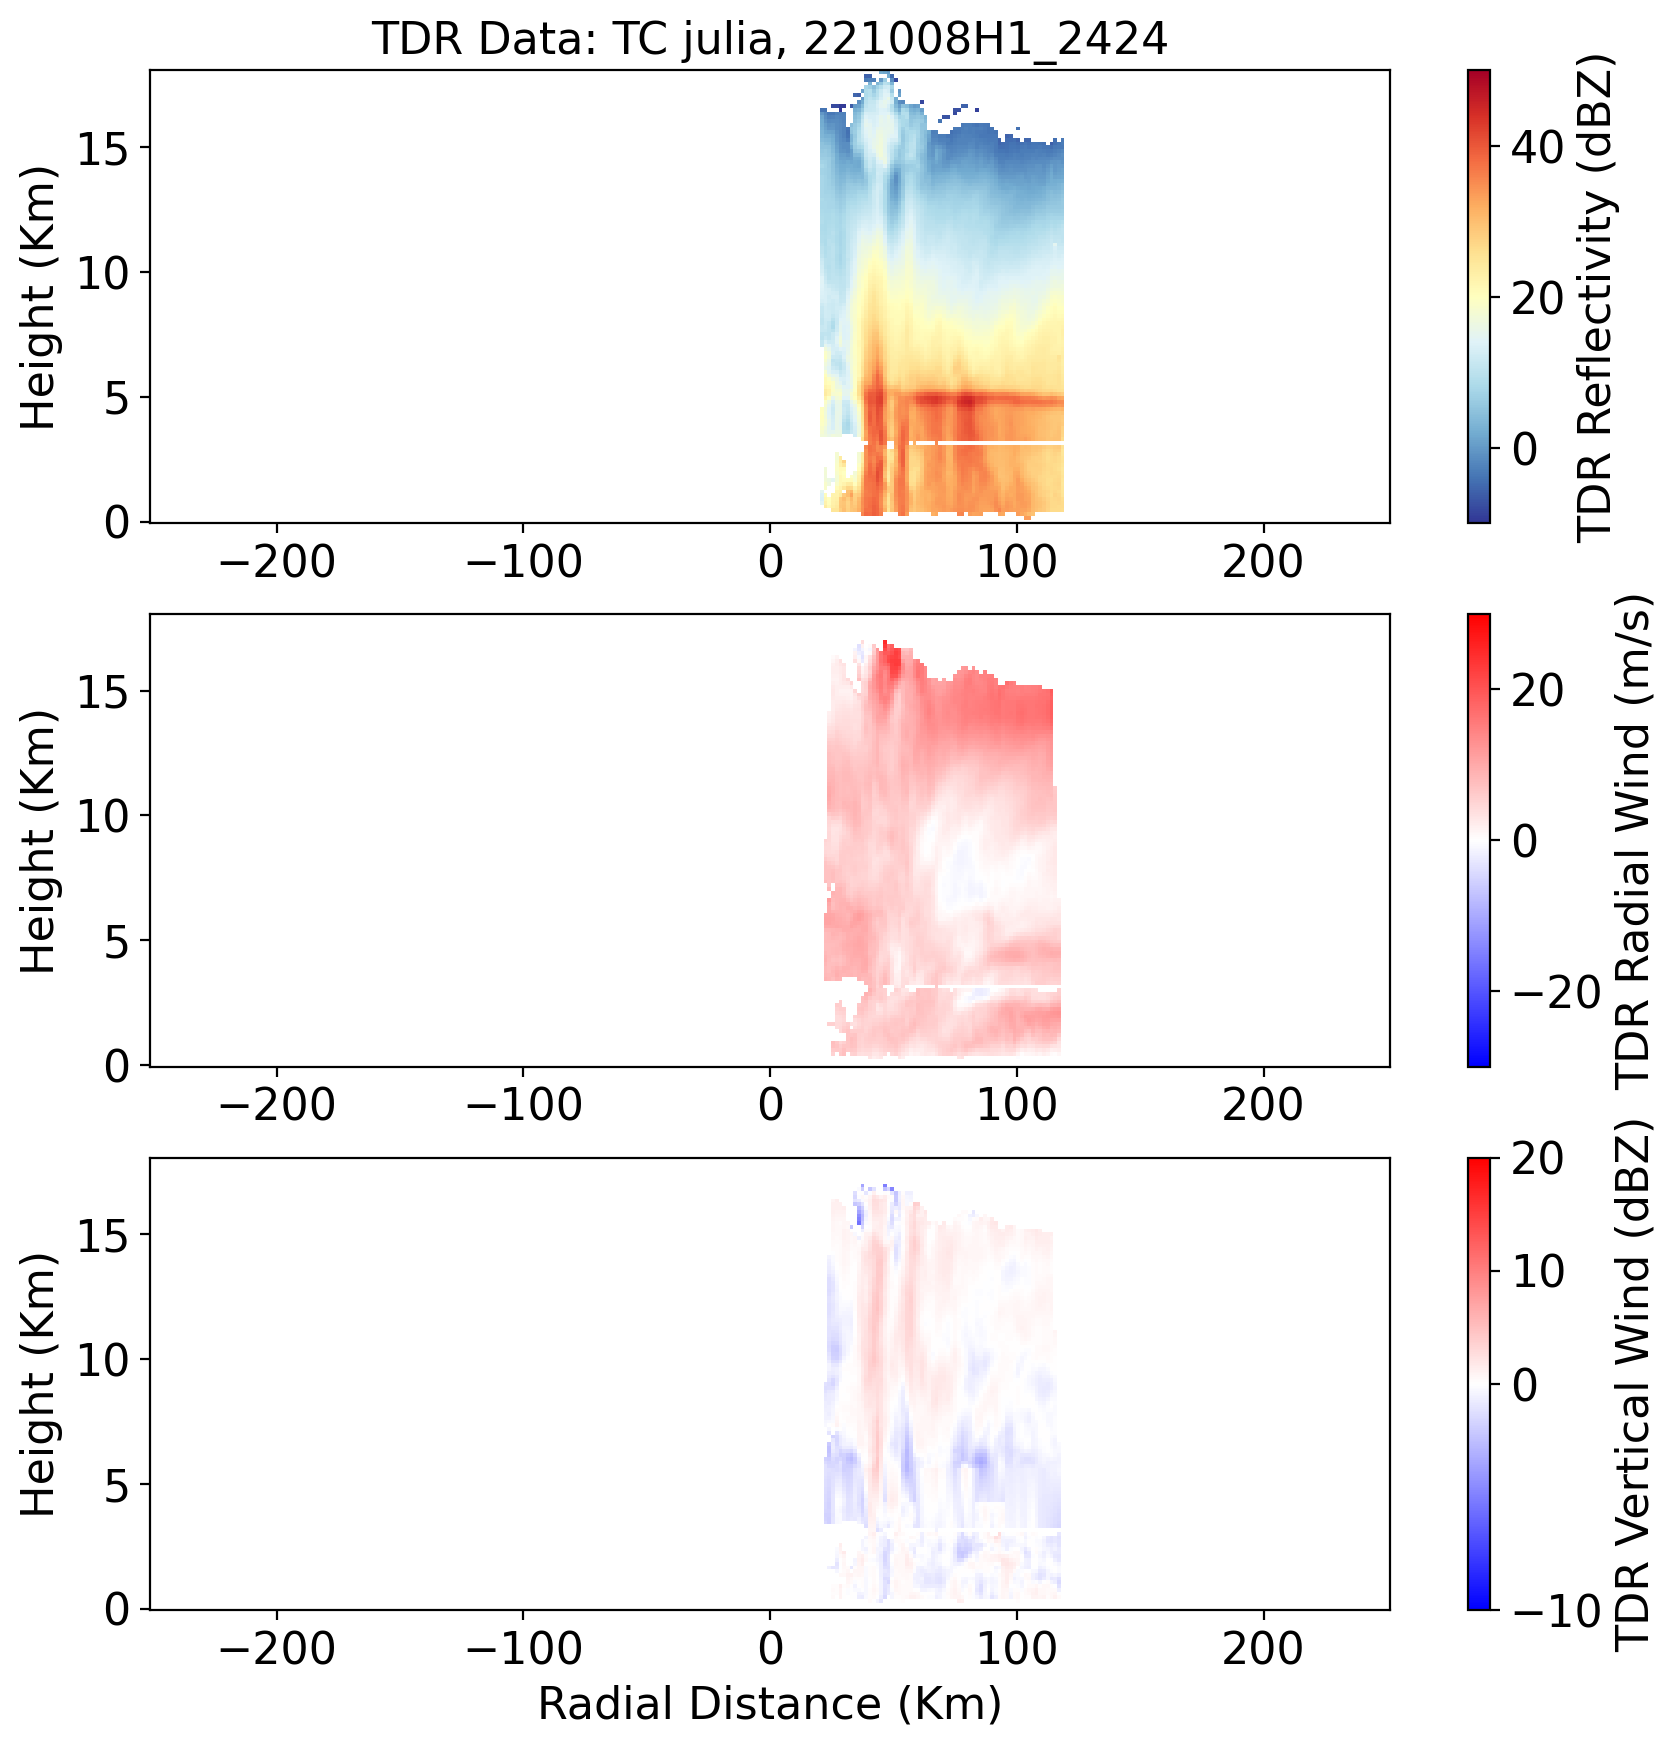 TDR Data: TC julia, 221008H1_2424
15
10
5
0
Height (Km)
−200 −100 0 100 200
40
20
0
TDR Reflectivity (dBZ)
15
10
5
0
Height (Km)
−200 −100 0 100 200
20
0
−20
TDR Radial Wind (m/s)
15
10
5
0
Height (Km)
−200 −100 0 100 200
Radial Distance (Km)
20
10
0
−10
TDR Vertical Wind (dBZ)